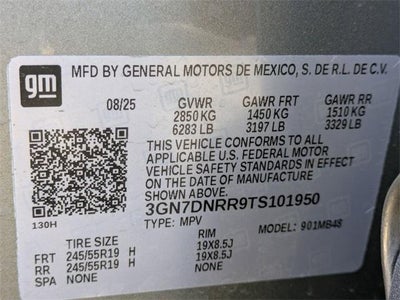 gm
MFD BY GENERAL MOTORS DE MEXICO, S. DE R.L. DE C.V.
08/25 GVWR GAWR FRT GAWR RR
2850 KG 1450 KG 1510 KG
6283 LB 3197 LB 3329 LB
THIS VEHICLE CONFORMS TO ALL
APPLICABLE U.S. FEDERAL MOTOR
VEHICLE SAFETY STANDARDS IN EFFECT
ON THE DATE OF MANUFACTURE
SHOWN ABOVE.
3GN7DNRR9TS101950
130H TYPE: MPV MODEL: 901MB48
TIRE SIZE RIM
FRT 245/55R19 H 19X8.5J
RR 245/55R19 H 19X8.5J
SPA NONE NONE